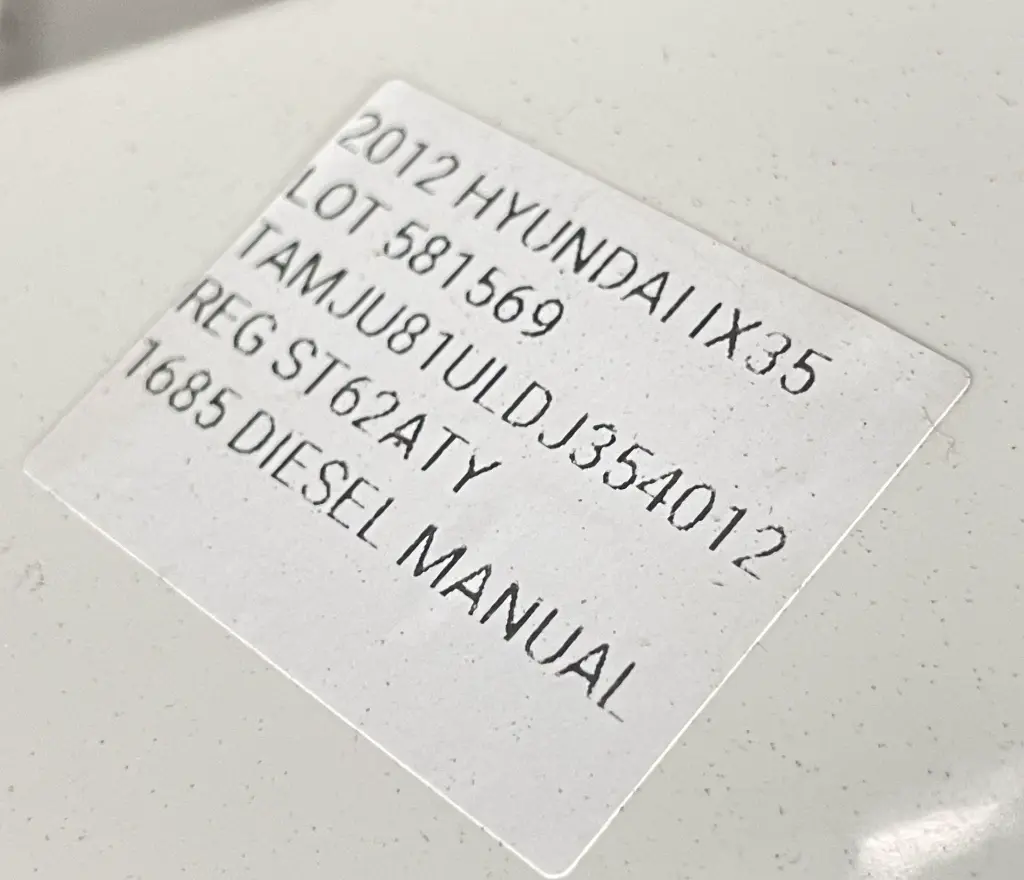 2012 HYUNDAI IX35
LOT 581569
TAMJU81ULDJ354012
REG ST62ATY
1685 DIESEL MANUAL